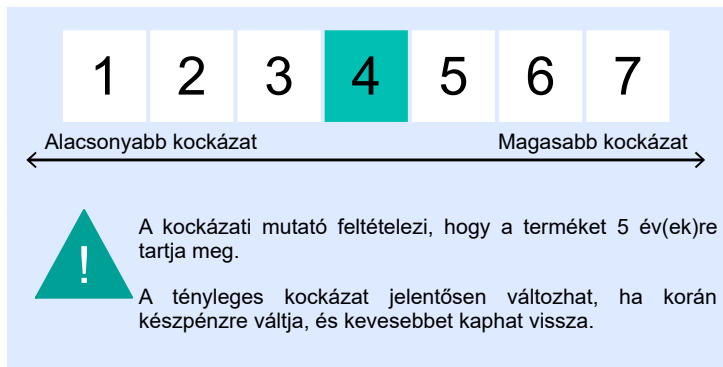 1 2 3 4 5 6 7
Alacsonyabb kockázat Magasabb kockázat
!
A kockázati mutató feltételezi, hogy a terméket 5 év(ek)re
tartja meg.
A tényleges kockázat jelentősen változhat, ha korán
készpénzre váltja, és kevesebbet kaphat vissza.